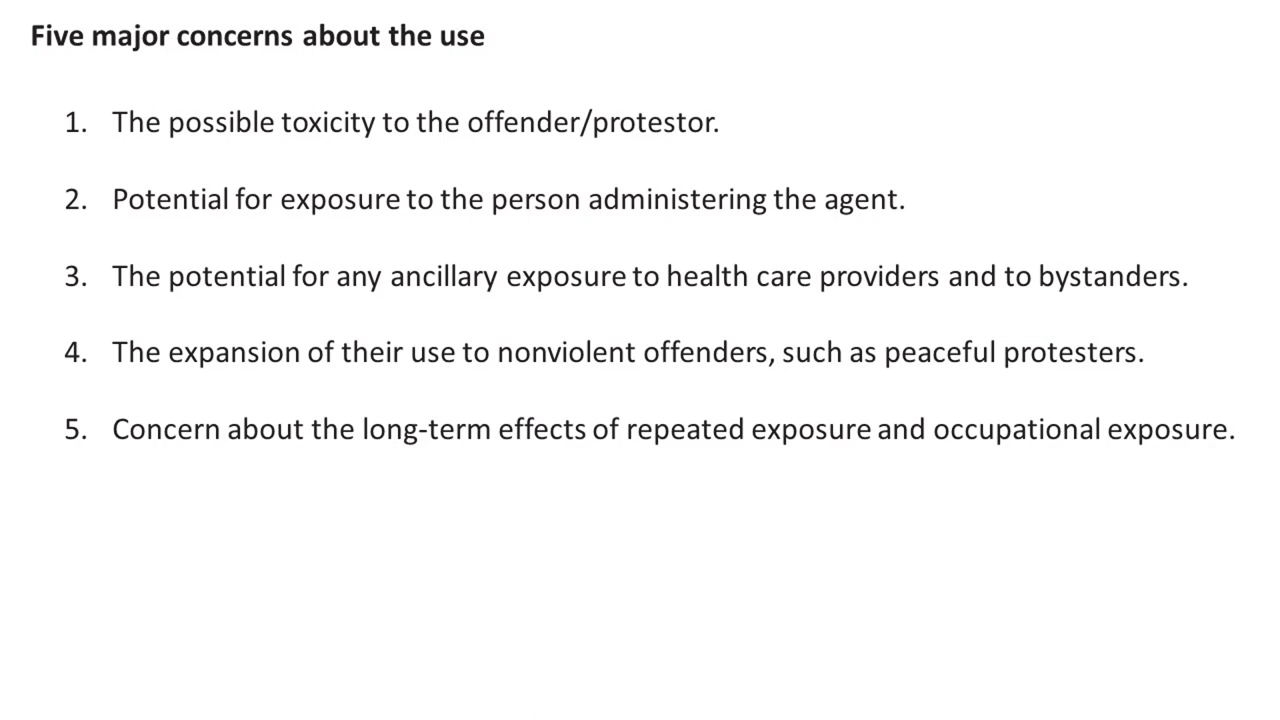 Five major concerns about the use
1. The possible toxicity to the offender/protestor.
2. Potential for exposure to the person administering the agent.
3. The potential for any ancillary exposure to health care providers and to bystanders.
4. The expansion of their use to nonviolent offenders, such as peaceful protesters.
5. Concern about the long-term effects of repeated exposure and occupational exposure.